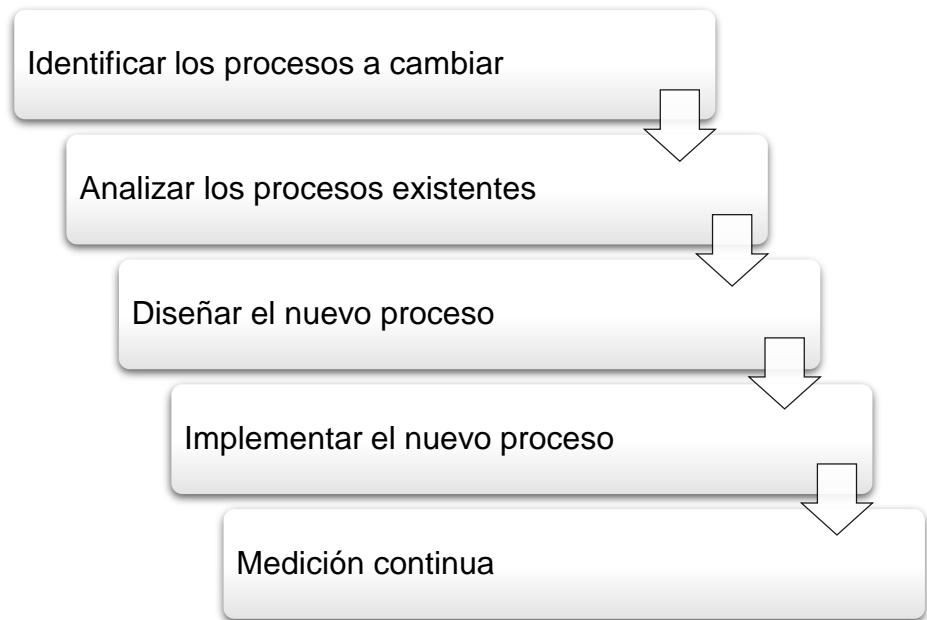 Identificar los procesos a cambiar
Analizar los procesos existentes
Diseñar el nuevo proceso
Implementar el nuevo proceso
Medición continua